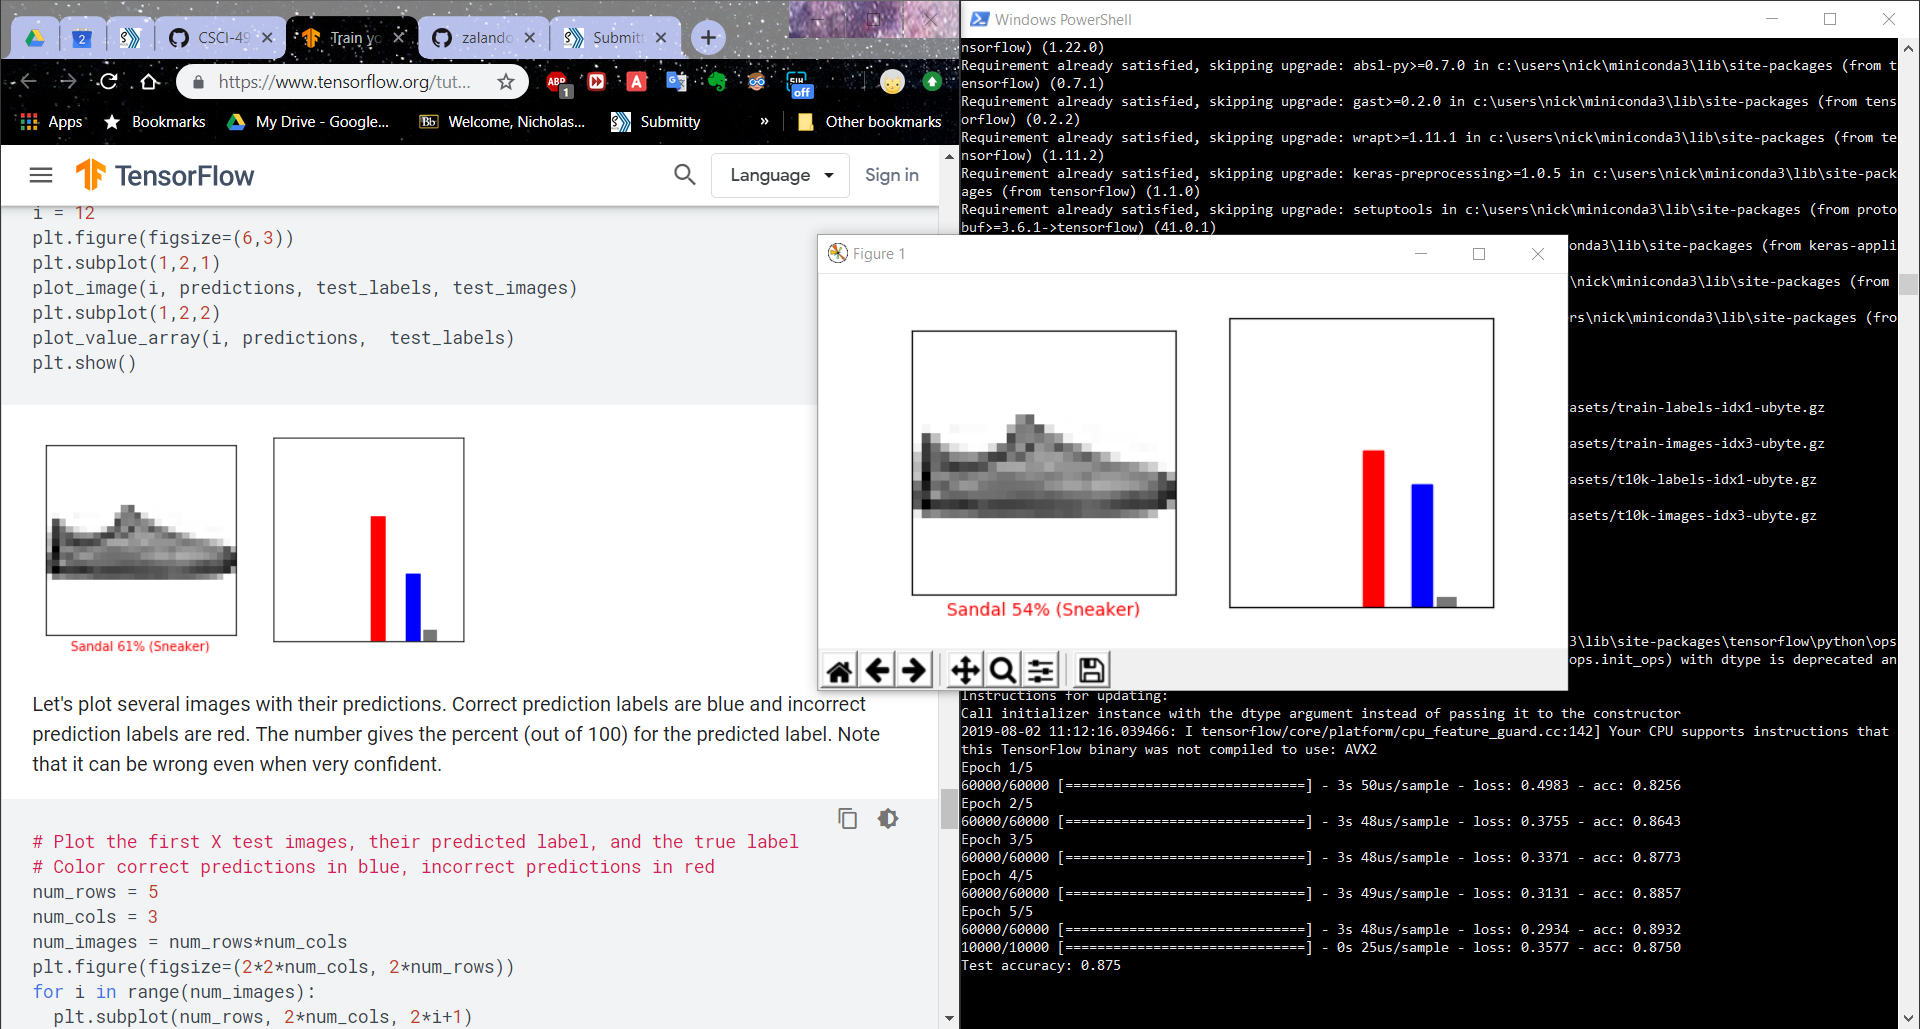 2
CSCI-49
Train yo
zalando
Submitt
https://www.tensorflow.org/tut...
ABP
1
A
off
Apps
Bookmarks
My Drive - Google...
Bb
Welcome, Nicholas...
Submitty
»
Other bookmarks
TensorFlow
Language
Sign in
i = 12
plt.figure(figsize=(6,3))
plt.subplot(1,2,1)
plot_image(i, predictions, test_labels, test_images)
plt.subplot(1,2,2)
plot_value_array(i, predictions,  test_labels)
plt.show()
Sandal 61% (Sneaker)
Let's plot several images with their predictions. Correct prediction labels are blue and incorrect
prediction labels are red. The number gives the percent (out of 100) for the predicted label. Note
that it can be wrong even when very confident.
# Plot the first X test images, their predicted label, and the true label
# Color correct predictions in blue, incorrect predictions in red
num_rows = 5
num_cols = 3
num_images = num_rows*num_cols
plt.figure(figsize=(2*2*num_cols, 2*num_rows))
for i in range(num_images):
  plt.subplot(num_rows, 2*num_cols, 2*i+1)
Windows PowerShell
nsorflow) (1.22.0)
Requirement already satisfied, skipping upgrade: absl-py>=0.7.0 in c:\users\nick\miniconda3\lib\site-packages (from t
ensorflow) (0.7.1)
Requirement already satisfied, skipping upgrade: gast>=0.2.0 in c:\users\nick\miniconda3\lib\site-packages (from tens
orflow) (0.2.2)
Requirement already satisfied, skipping upgrade: wrapt>=1.11.1 in c:\users\nick\miniconda3\lib\site-packages (from te
nsorflow) (1.11.2)
Requirement already satisfied, skipping upgrade: keras-preprocessing>=1.0.5 in c:\users\nick\miniconda3\lib\site-pack
ages (from tensorflow) (1.1.0)
Requirement already satisfied, skipping upgrade: setuptools in c:\users\nick\miniconda3\lib\site-packages (from proto
buf>=3.6.1->tensorflow) (41.0.1)
onda3\lib\site-packages (from keras-appli
\nick\miniconda3\lib\site-packages (from
rs\nick\miniconda3\lib\site-packages (fro
asets/train-labels-idx1-ubyte.gz
asets/train-images-idx3-ubyte.gz
asets/t10k-labels-idx1-ubyte.gz
asets/t10k-images-idx3-ubyte.gz
3\lib\site-packages\tensorflow\python\ops
ops.init_ops) with dtype is deprecated an
Figure 1
Sandal 54% (Sneaker)
Instructions for updating:
Call initializer instance with the dtype argument instead of passing it to the constructor
2019-08-02 11:12:16.039466: I tensorflow/core/platform/cpu_feature_guard.cc:142] Your CPU supports instructions that
this TensorFlow binary was not compiled to use: AVX2
Epoch 1/5
60000/60000 [==============================] - 3s 50us/sample - loss: 0.4983 - acc: 0.8256
Epoch 2/5
60000/60000 [==============================] - 3s 48us/sample - loss: 0.3755 - acc: 0.8643
Epoch 3/5
60000/60000 [==============================] - 3s 48us/sample - loss: 0.3371 - acc: 0.8773
Epoch 4/5
60000/60000 [==============================] - 3s 49us/sample - loss: 0.3131 - acc: 0.8857
Epoch 5/5
60000/60000 [==============================] - 3s 48us/sample - loss: 0.2934 - acc: 0.8932
10000/10000 [==============================] - 0s 25us/sample - loss: 0.3577 - acc: 0.8750
Test accuracy: 0.875